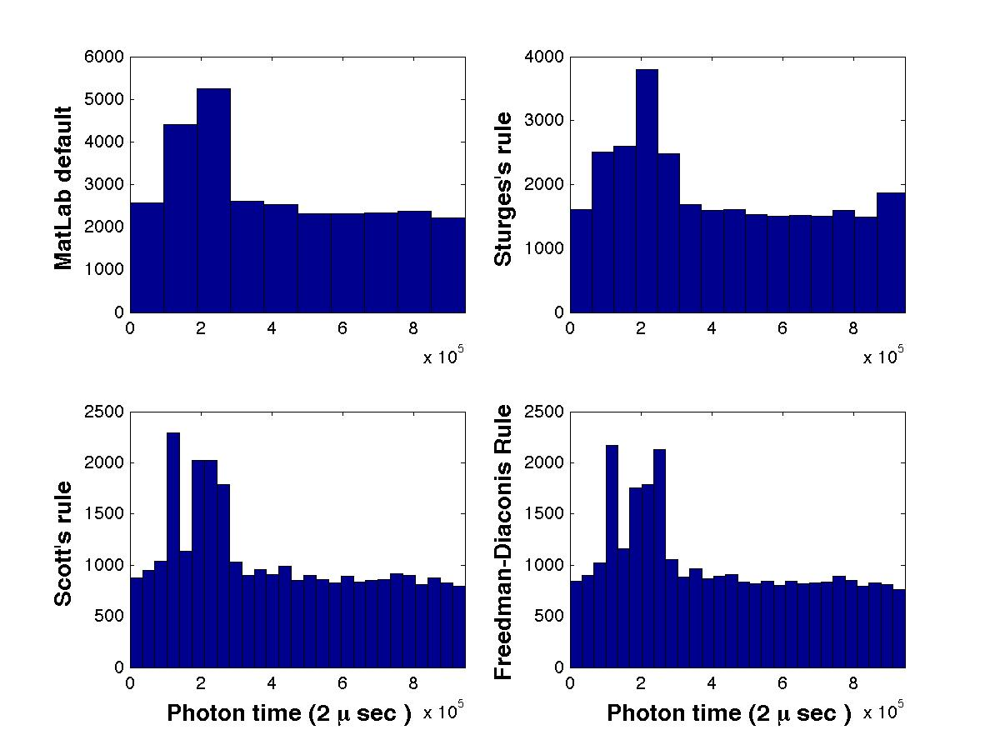 6000
5000
4000
3000
2000
1000
0
MatLab default
0 2 4 6 8
x 10^5
4000
3000
2000
1000
0
Sturges's rule
0 2 4 6 8
x 10^5
2500
2000
1500
1000
500
0
Scott's rule
0 2 4 6 8
Photon time (2 μ sec ) x 10^5
2500
2000
1500
1000
500
0
Freedman-Diaconis Rule
0 2 4 6 8
Photon time (2 μ sec ) x 10^5